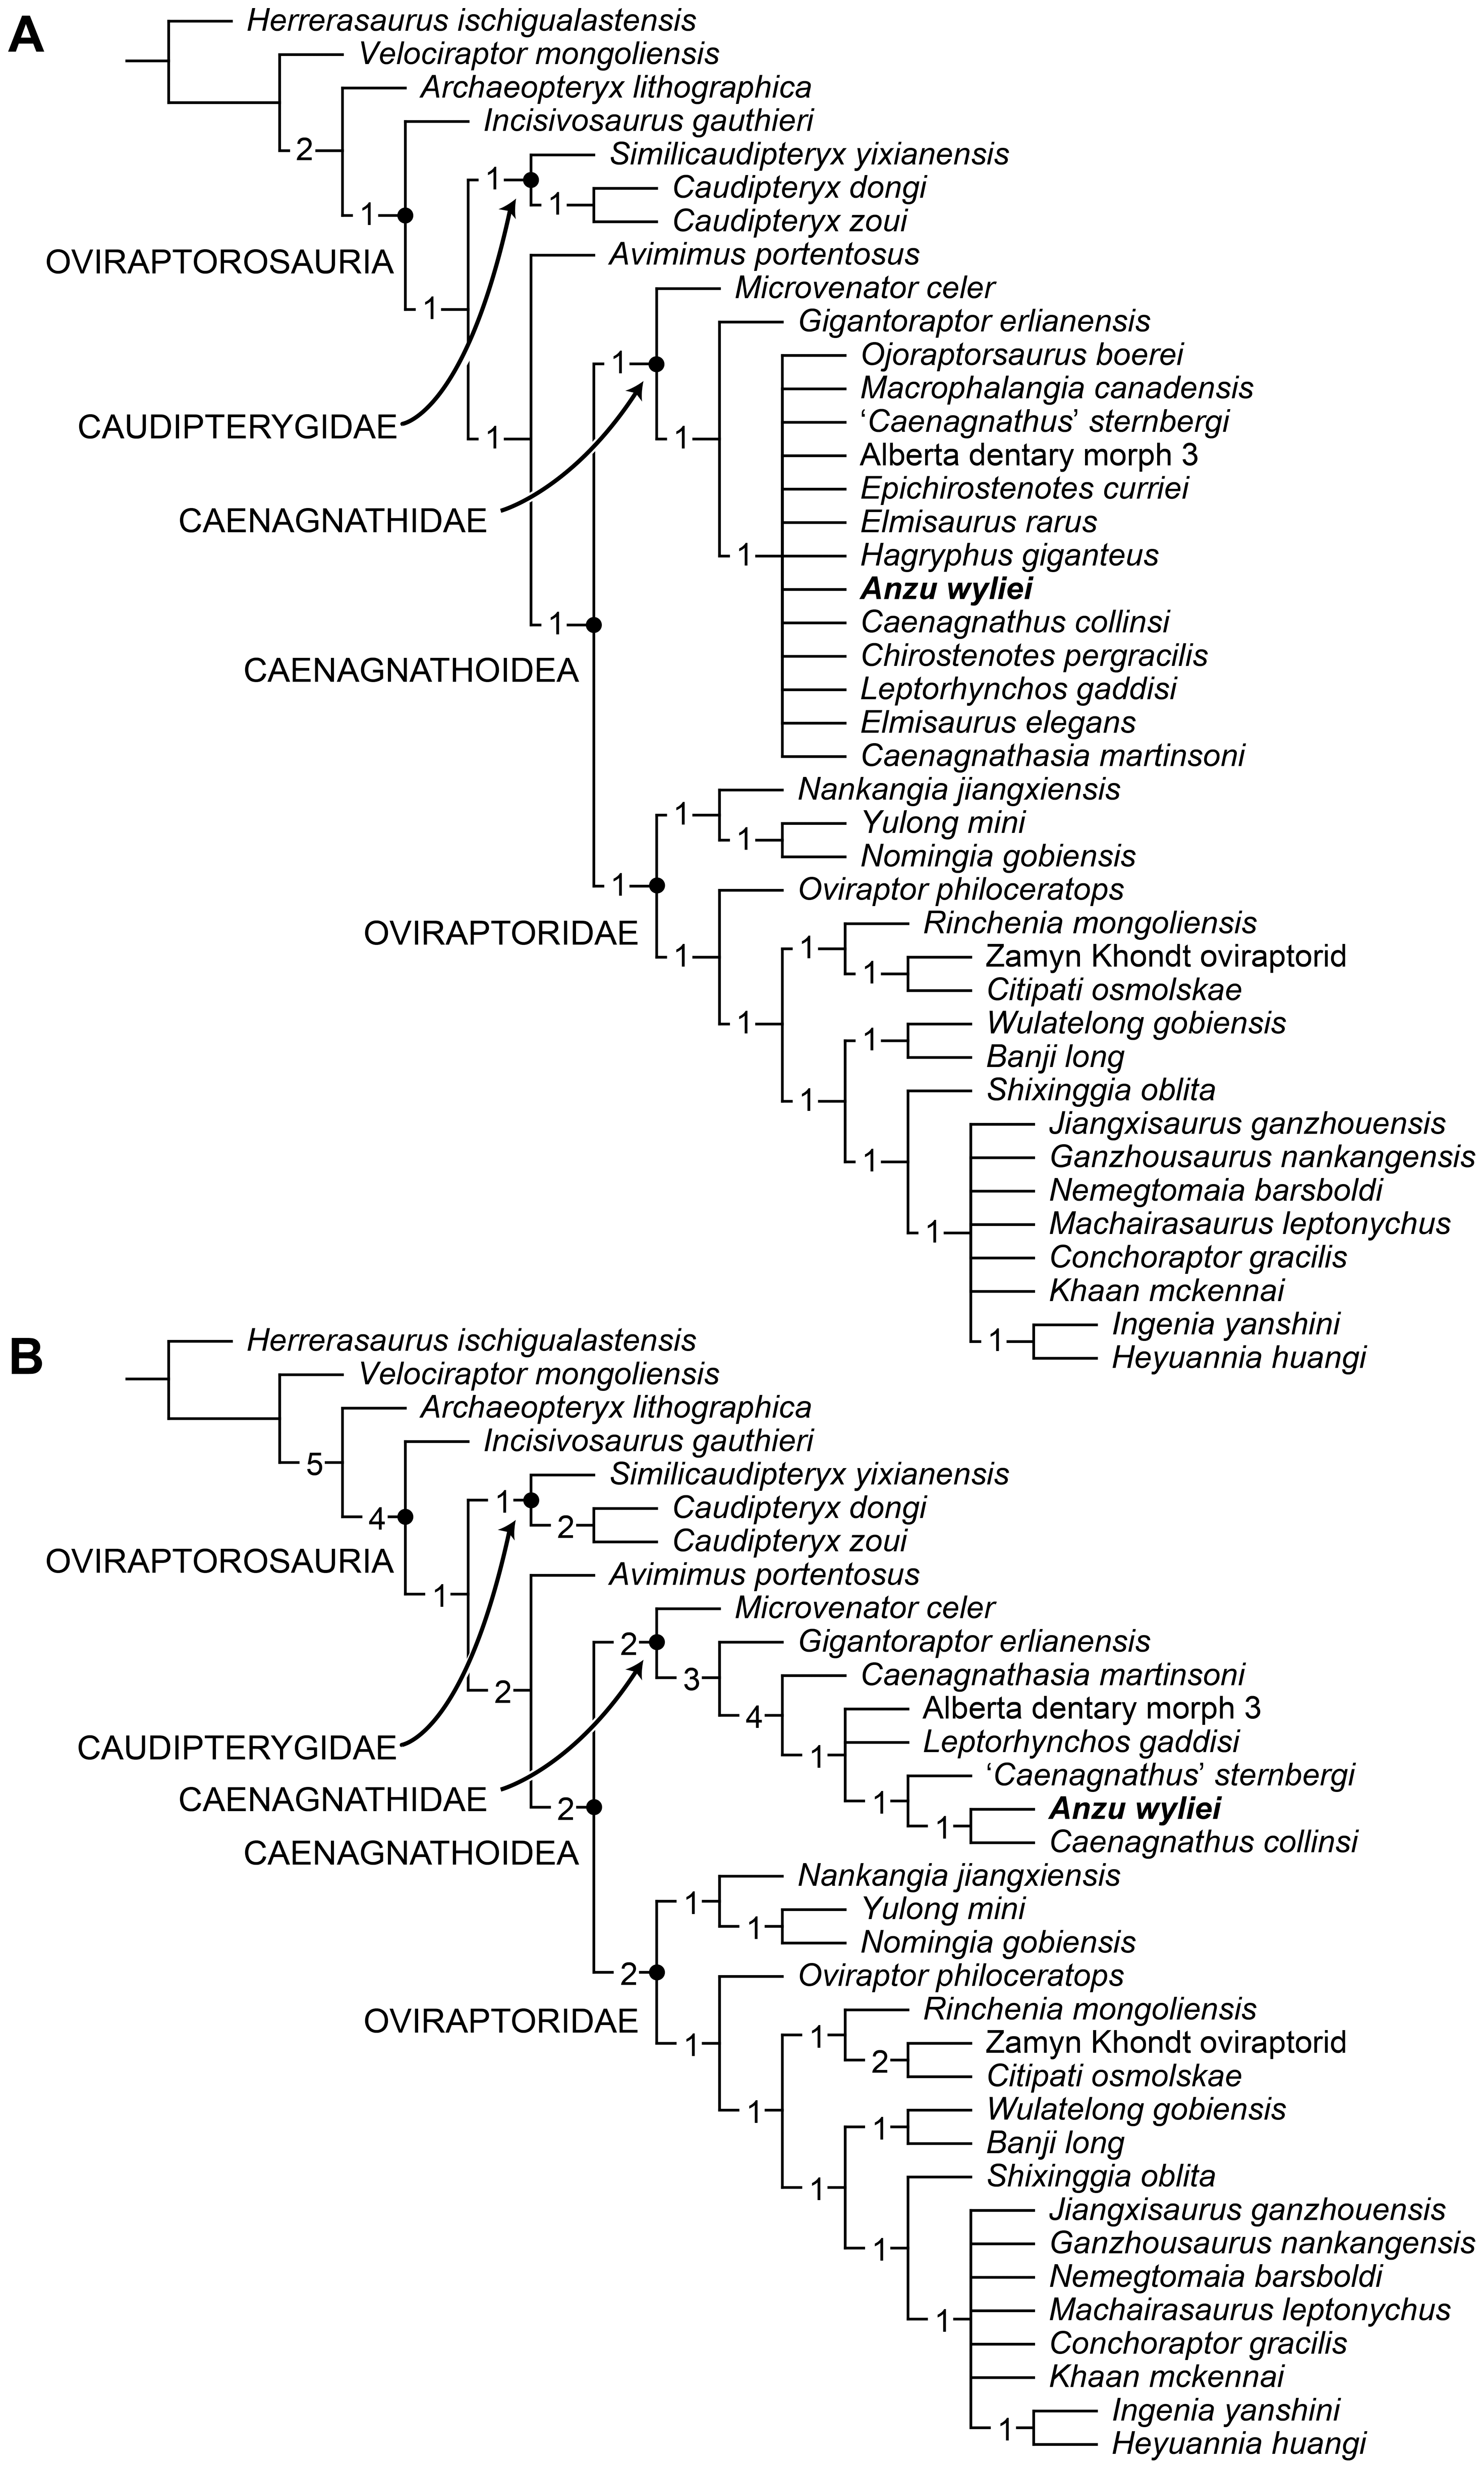 A
Herrerasaurus ischigualastensis
Velociraptor mongoliensis
Archaeopteryx lithographica
Incisivosaurus gauthieri
2
Similicaudipteryx yixianensis
1
Caudipteryx dongi
1
Caudipteryx zoui
1
OVIRAPTOROSAURIA
Avimimus portentosus
Microvenator celer
1
Gigantoraptor erlianensis
Ojoraptorsaurus boerei
1
Macrophalangia canadensis
CAUDIPTERYGIDAE
‘Caenagnathus’ sternbergi
1
1
Alberta dentary morph 3
Epichirostenotes curriei
CAENAGNATHIDAE
Elmisaurus rarus
1
Hagryphus giganteus
Anzu wyliei
1
Caenagnathus collinsi
CAENAGNATHOIDEA
Chirostenotes pergracilis
Leptorhynchos gaddisi
Elmisaurus elegans
Caenagnathasia martinsoni
Nankangia jiangxiensis
1
Yulong mini
1
Nomingia gobiensis
1
Oviraptor philoceratops
OVIRAPTORIDAE
Rinchenia mongoliensis
1
1
Zamyn Khondt oviraptorid
1
Citipati osmolskae
1
Wulatelong gobiensis
1
Banji long
1
Shixinggia oblita
Jiangxisaurus ganzhouensis
1
Ganzhousaurus nankangensis
Nemegtomaia barsboldi
1
Machairasaurus leptonychus
Conchoraptor gracilis
Khaan mckennai
Ingenia yanshini
1
Heyuannia huangi
B
Herrerasaurus ischigualastensis
Velociraptor mongoliensis
Archaeopteryx lithographica
Incisivosaurus gauthieri
5
Similicaudipteryx yixianensis
1
Caudipteryx dongi
4
2
Caudipteryx zoui
OVIRAPTOROSAURIA
Avimimus portentosus
1
Microvenator celer
2
Gigantoraptor erlianensis
3
Caenagnathasia martinsoni
2
Alberta dentary morph 3
4
CAUDIPTERYGIDAE
Leptorhynchos gaddisi
1
‘Caenagnathus’ sternbergi
CAENAGNATHIDAE
1
2
Anzu wyliei
1
CAENAGNATHOIDEA
Caenagnathus collinsi
Nankangia jiangxiensis
1
Yulong mini
1
Nomingia gobiensis
2
Oviraptor philoceratops
OVIRAPTORIDAE
Rinchenia mongoliensis
1
1
Zamyn Khondt oviraptorid
2
Citipati osmolskae
1
Wulatelong gobiensis
1
Banji long
1
Shixinggia oblita
Jiangxisaurus ganzhouensis
1
Ganzhousaurus nankangensis
Nemegtomaia barsboldi
1
Machairasaurus leptonychus
Conchoraptor gracilis
Khaan mckennai
Ingenia yanshini
1
Heyuannia huangi